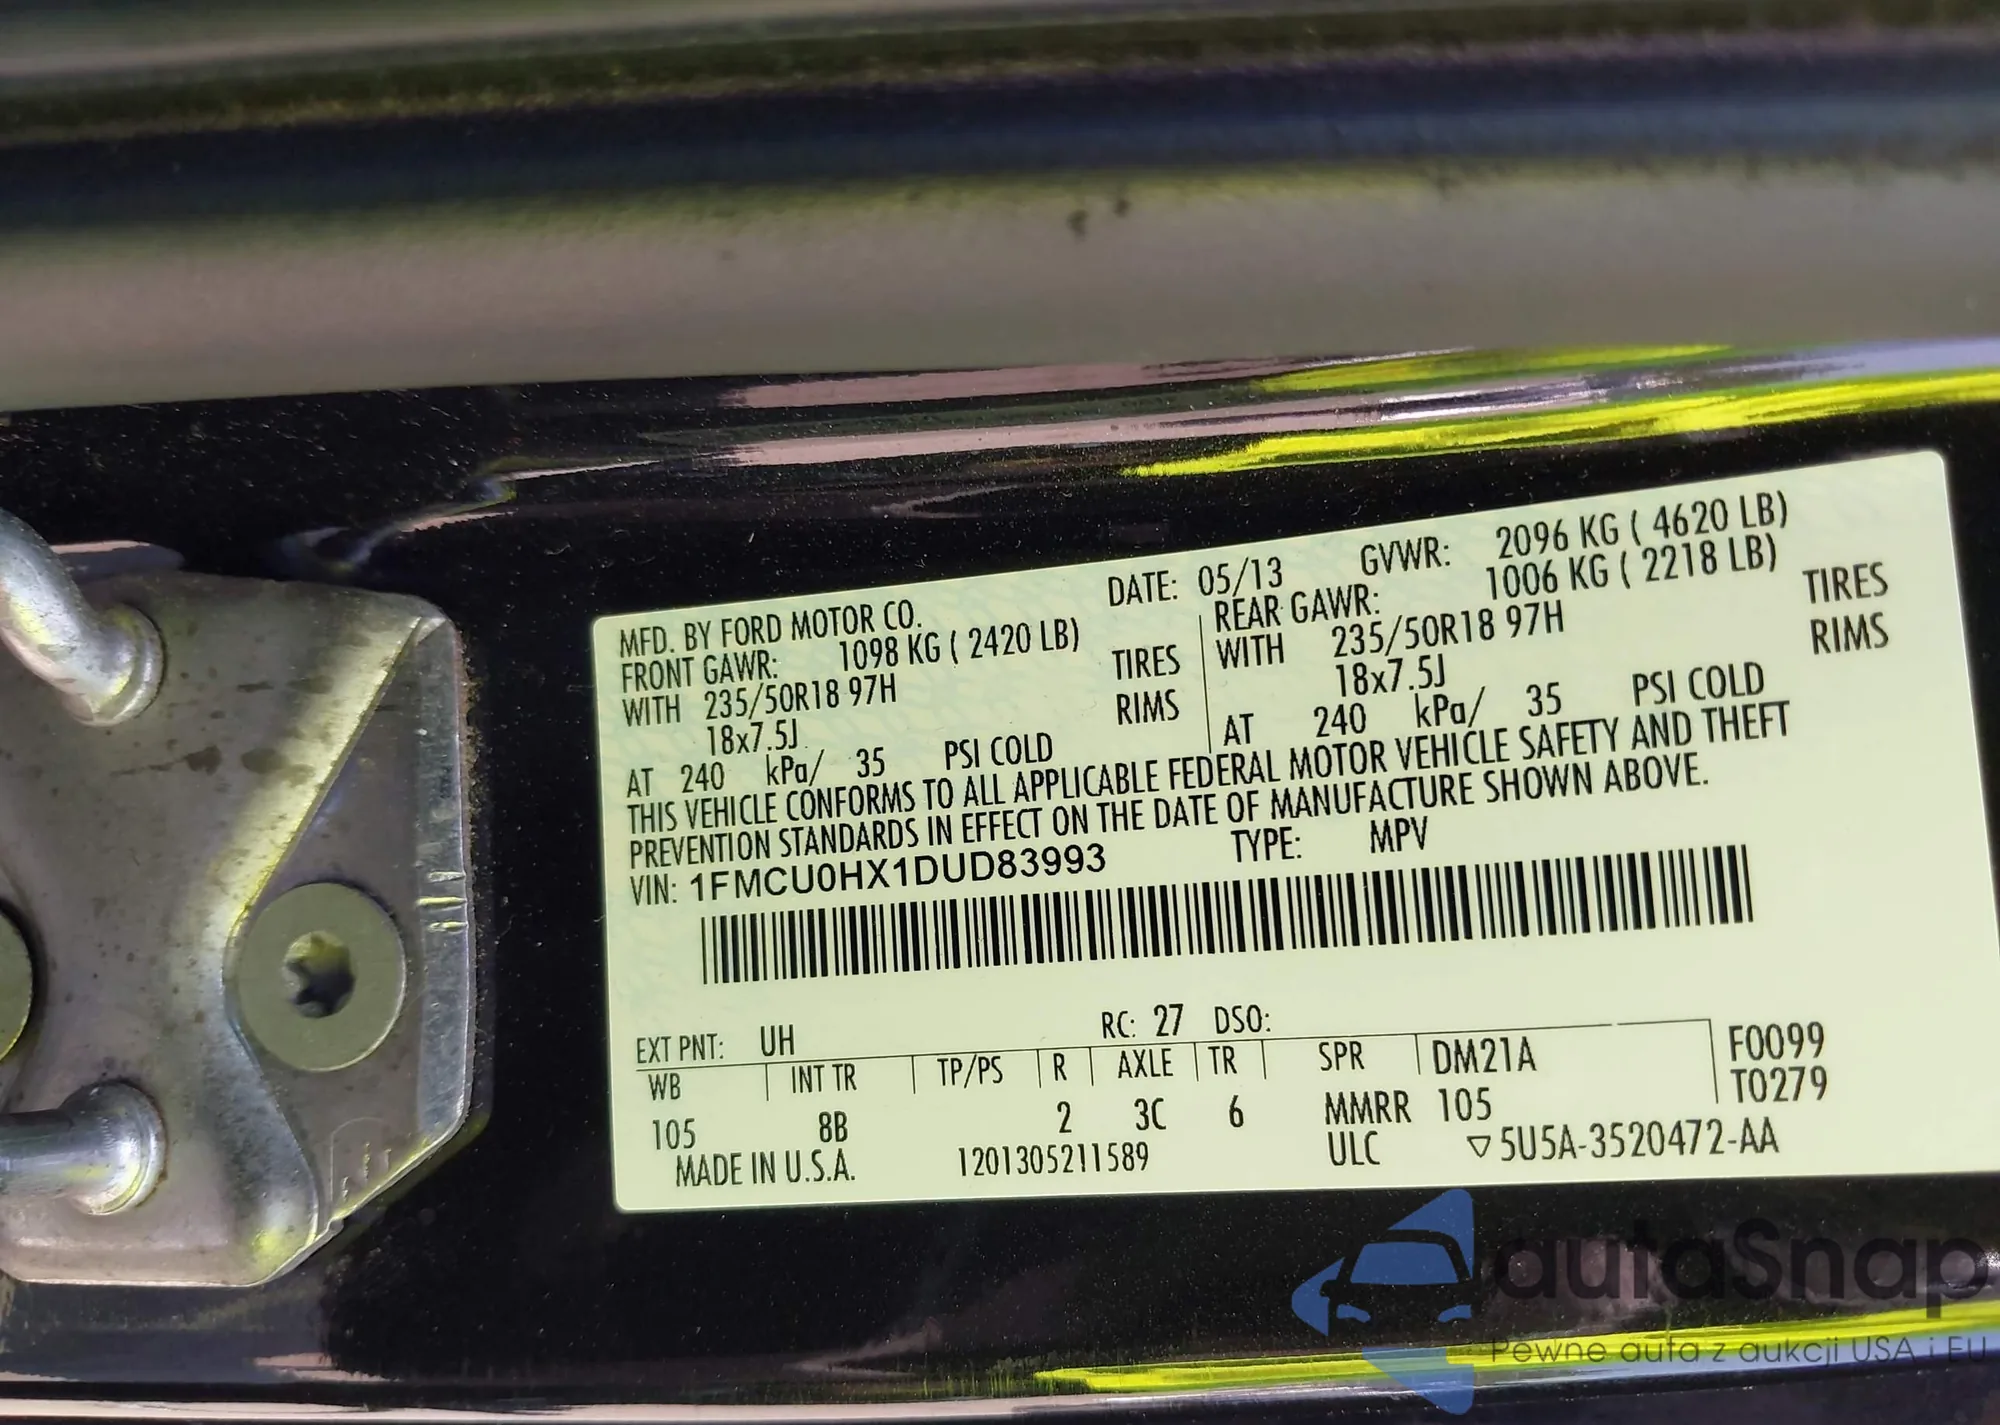 MFD. BY FORD MOTOR CO. DATE: 05/13 GVWR: 2096 KG ( 4620 LB)
FRONT GAWR: 1098 KG ( 2420 LB) REAR GAWR: 1006 KG ( 2218 LB)
WITH 235/50R18 97H TIRES WITH 235/50R18 97H TIRES
18x7.5J RIMS 18x7.5J RIMS
AT 240 kPa/ 35 PSI COLD AT 240 kPa/ 35 PSI COLD
THIS VEHICLE CONFORMS TO ALL APPLICABLE FEDERAL MOTOR VEHICLE SAFETY AND THEFT
PREVENTION STANDARDS IN EFFECT ON THE DATE OF MANUFACTURE SHOWN ABOVE.
VIN: 1FMCU0HX1DUD83993 TYPE: MPV
EXT PNT: UH RC: 27 DSO:
WB INT TR TP/PS R AXLE TR SPR DM21A F0099
T0279
105 8B 2 3C 6 MMRR 105
MADE IN U.S.A. 1201305211589 ULC ▽5U5A-3520472-AA
autaSnap
Pewne auta z aukcji USA i EU